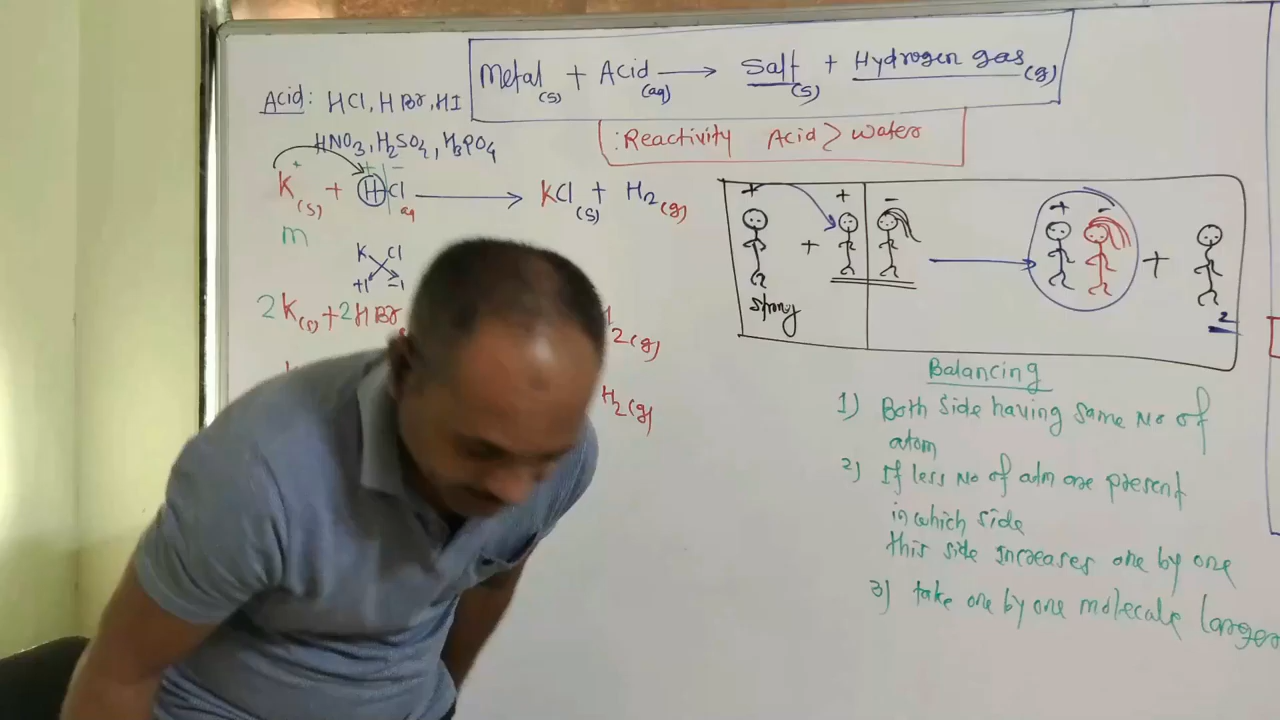 Metal(s) + Acid(aq) → Salt(s) + Hydrogen gas(g)
Acid: HCl, HBr, HI
HNO3, H2SO4, H3PO4
:Reactivity Acid > water
+ + −
K(s) + HCl aq → KCl(s) + H2(g)
m
K Cl
+1 −1
2K(s) + 2HBr
2(g)
H2(g)
+ + − + −
+ +
strong
2
Balancing
1) Both side having same No of
atom
2) If less No of atm are present
in which side
this side increases one by one
3) take one by one molecule larger